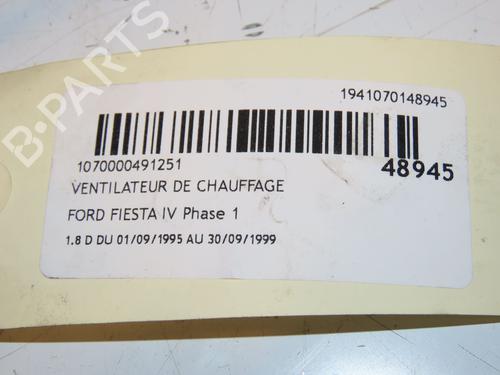 B-PARTS
1941070148945
1070000491251
48945
VENTILATEUR DE CHAUFFAGE
FORD FIESTA IV Phase 1
1.8 D DU 01/09/1995 AU 30/09/1999